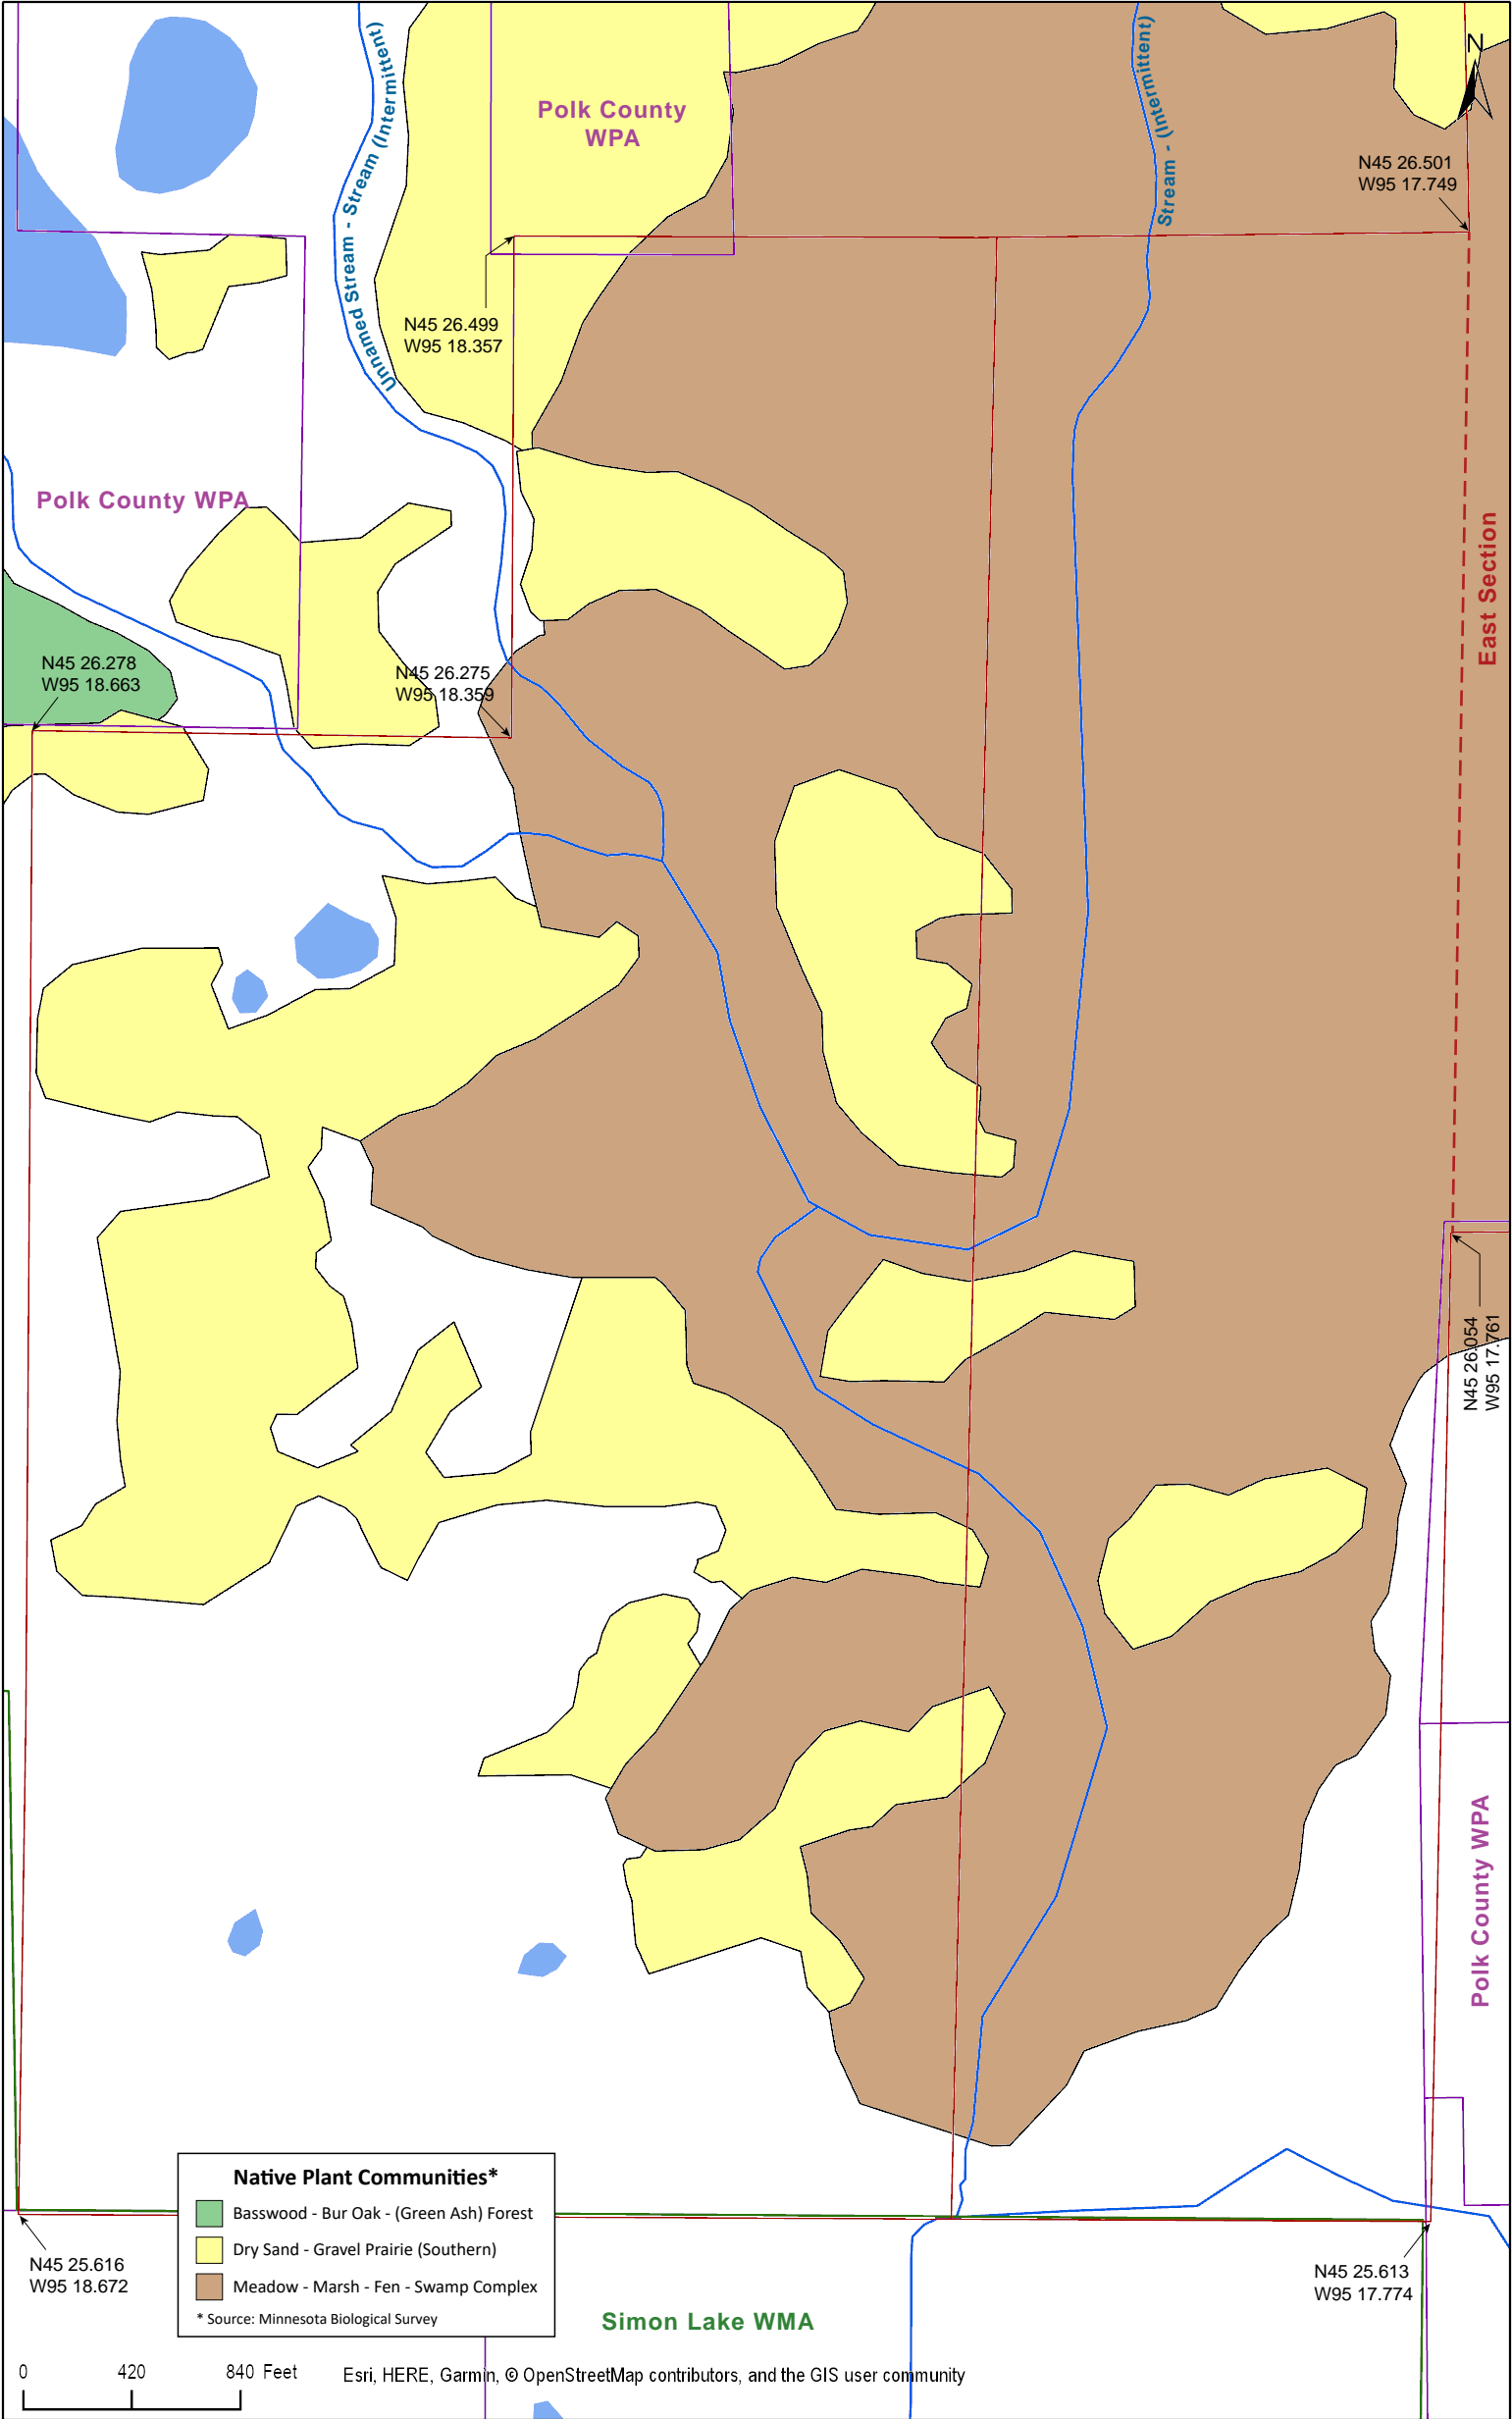 Unnamed Stream - Stream (Intermittent)
Polk County
WPA
Stream - (Intermittent)
N
N45 26.501
W95 17.749
N45 26.499
W95 18.357
Polk County WPA
East Section
N45 26.278
W95 18.663
N45 26.275
W95 18.359
N45 26.054
W95 17.761
Polk County WPA
Native Plant Communities*
Basswood - Bur Oak - (Green Ash) Forest
Dry Sand - Gravel Prairie (Southern)
Meadow - Marsh - Fen - Swamp Complex
* Source: Minnesota Biological Survey
N45 25.616
W95 18.672
N45 25.613
W95 17.774
Simon Lake WMA
0 420 840 Feet
Esri, HERE, Garmin, © OpenStreetMap contributors, and the GIS user community